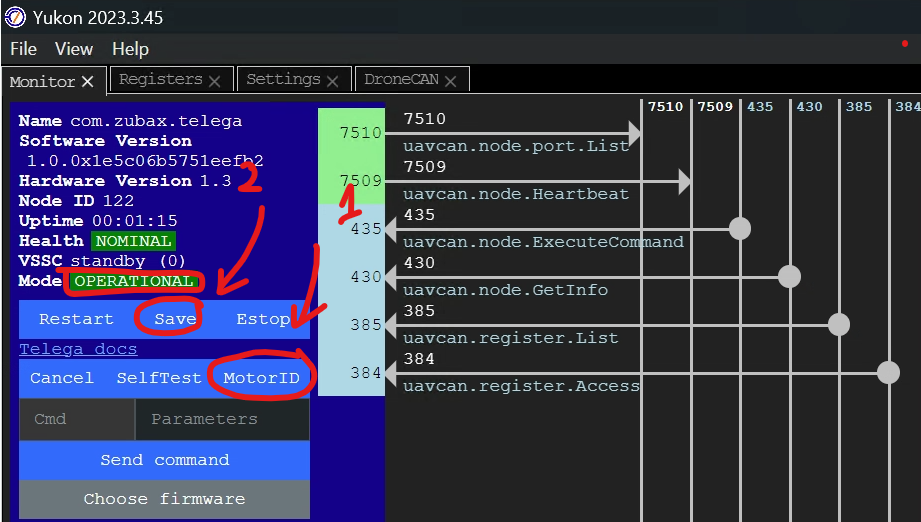 Yukon 2023.3.45
File View Help
Monitor × Registers × Settings × DroneCAN ×
Name com.zubax.telega
Software Version
1.0.0x1e5c06b5751eefb2
Hardware Version 1.3
Node ID 122
Uptime 00:01:15
Health NOMINAL
VSSC standby (0)
Mode OPERATIONAL
2
1
Restart Save Estop
Telega docs
Cancel SelfTest MotorID
Cmd Parameters
Send command
Choose firmware
7510
7509
435
430
385
384
7510
uavcan.node.port.List
7509
uavcan.node.Heartbeat
435
uavcan.node.ExecuteCommand
430
uavcan.node.GetInfo
385
uavcan.register.List
384
uavcan.register.Access
7510 7509 435 430 385 384